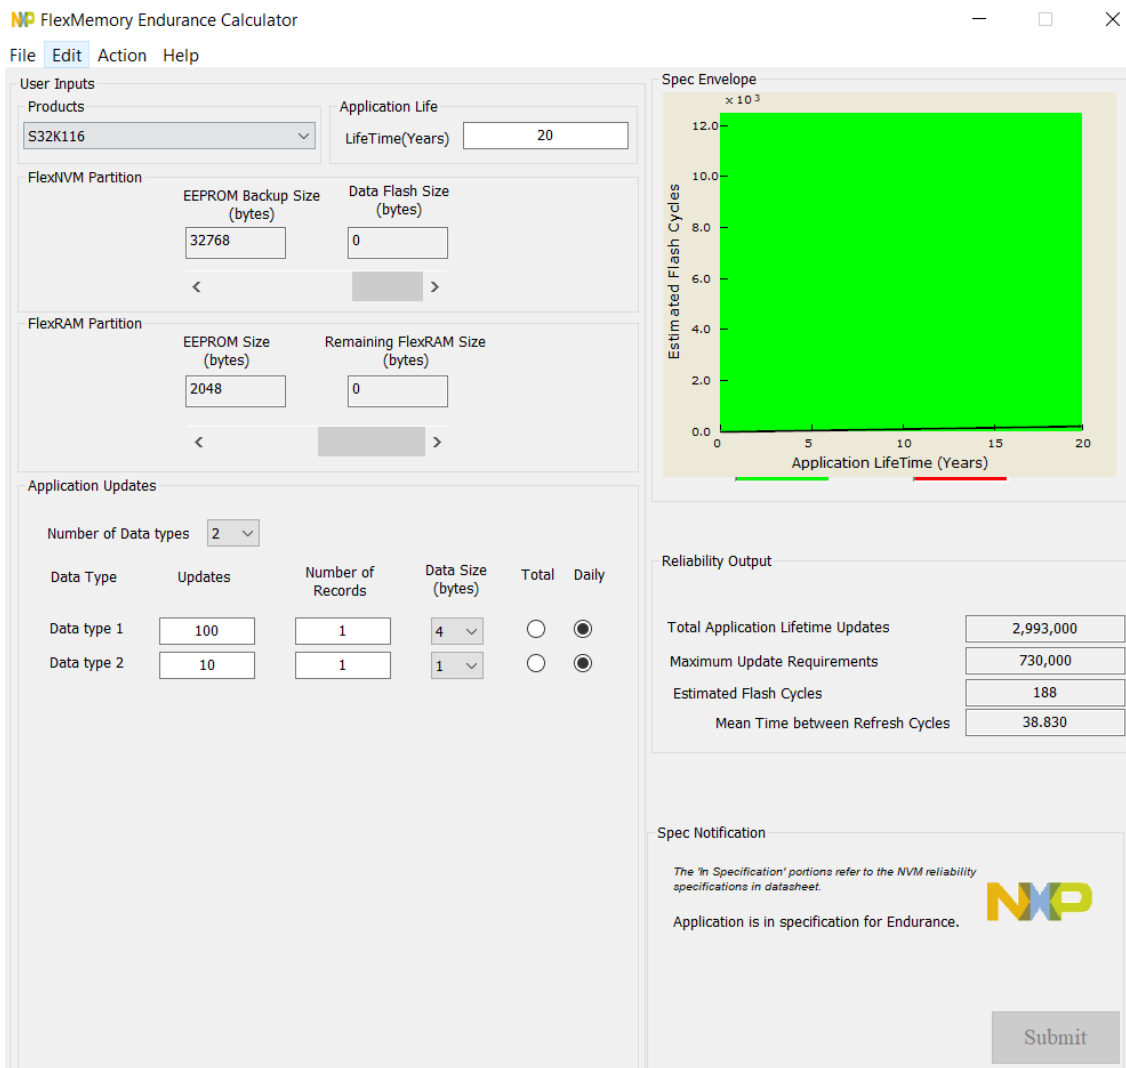 NXP FlexMemory Endurance Calculator
File Edit Action Help
User Inputs
Products
S32K116
Application Life
LifeTime(Years) 20
FlexNVM Partition
EEPROM Backup Size (bytes)
Data Flash Size (bytes)
32768
0
< >
FlexRAM Partition
EEPROM Size (bytes)
Remaining FlexRAM Size (bytes)
2048
0
< >
Application Updates
Number of Data types 2
Data Type Updates Number of Records Data Size (bytes) Total Daily
Data type 1 100 1 4
Data type 2 10 1 1
Spec Envelope
x 10 3
12.0
10.0
8.0
6.0
4.0
2.0
0.0
Estimated Flash Cycles
0 5 10 15 20
Application LifeTime (Years)
Reliability Output
Total Application Lifetime Updates 2,993,000
Maximum Update Requirements 730,000
Estimated Flash Cycles 188
Mean Time between Refresh Cycles 38.830
Spec Notification
The 'In Specification' portions refer to the NVM reliability
specifications in datasheet.
NXP
Application is in specification for Endurance.
Submit